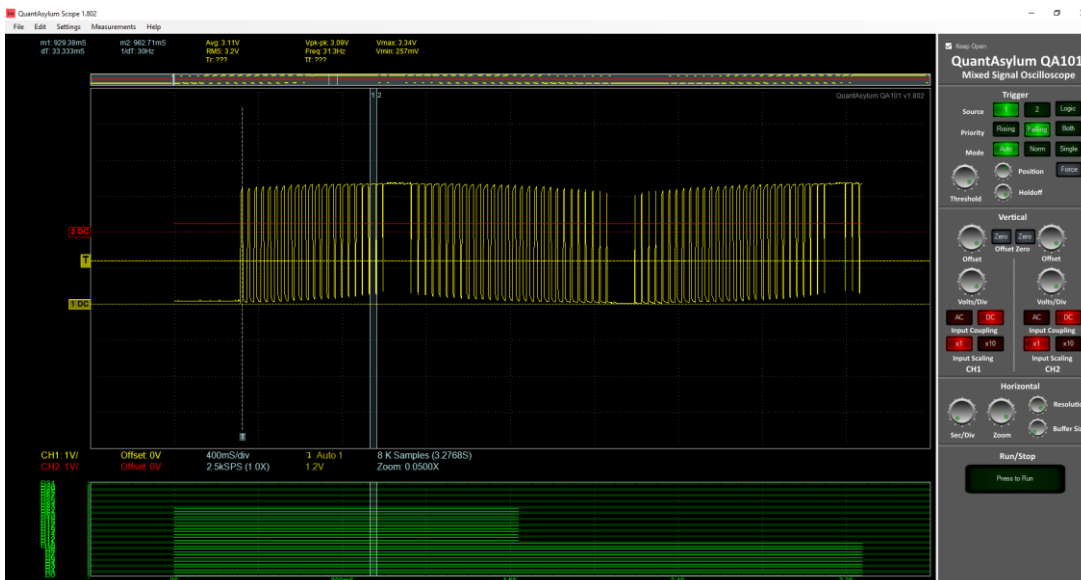 QuantAsylum Scope 1.802
File Edit Settings Measurements Help
m1: 929.38mS m2: 962.71mS Avg: 3.11V Vpk-pk: 3.09V Vmax: 3.34V
dT: 33.333mS 1/dT: 30Hz RMS: 3.2V Freq: 31.3Hz Vmin: 257mV
Tr: ??? Tf: ???
1 2
QuantAsylum QA101 v1.802
2 DC
T
1 DC
T
CH1: 1V/ Offset: 0V 400mS/div Auto 1 8 K Samples (3.2768S)
CH2: 1V/ Offset: 0V 2.5kSPS (1.0X) 1.2V Zoom: 0.0500X
Keep Open
QuantAsylum QA101
Mixed Signal Oscilloscope
Trigger
Source 1 2 Logic
Priority Rising Falling Both
Mode Auto Norm Single
Position Force
Threshold Holdoff
Vertical
Zero Zero
Offset Offset Zero Offset
Volts/Div Volts/Div
AC DC AC DC
Input Coupling Input Coupling
x1 x10 x1 x10
Input Scaling Input Scaling
CH1 CH2
Horizontal
Sec/Div Zoom
Run/Stop
Press to Run